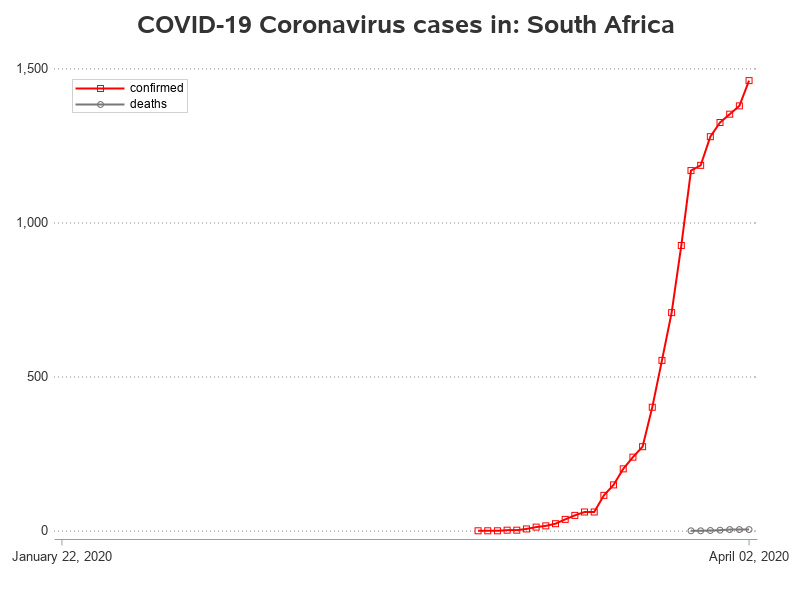 COVID-19 Coronavirus cases in: South Africa
1,500
confirmed
deaths
1,000
500
0
January 22, 2020
April 02, 2020